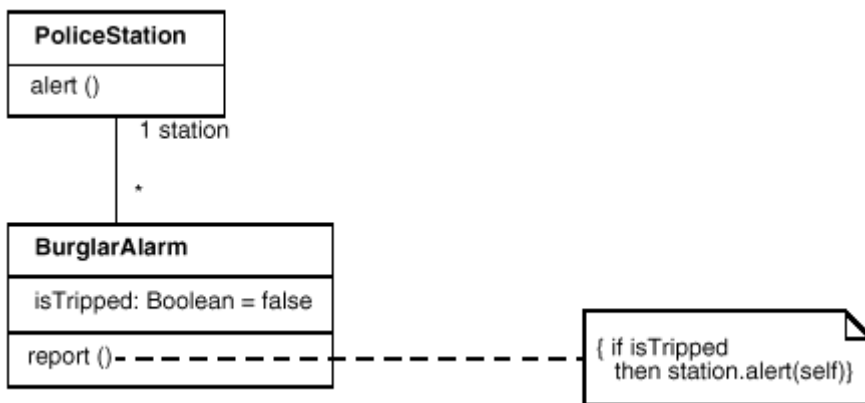 PoliceStation
alert ()
1 station
*
BurglarAlarm
isTripped: Boolean = false
report ()
{ if isTripped
then station.alert(self)}